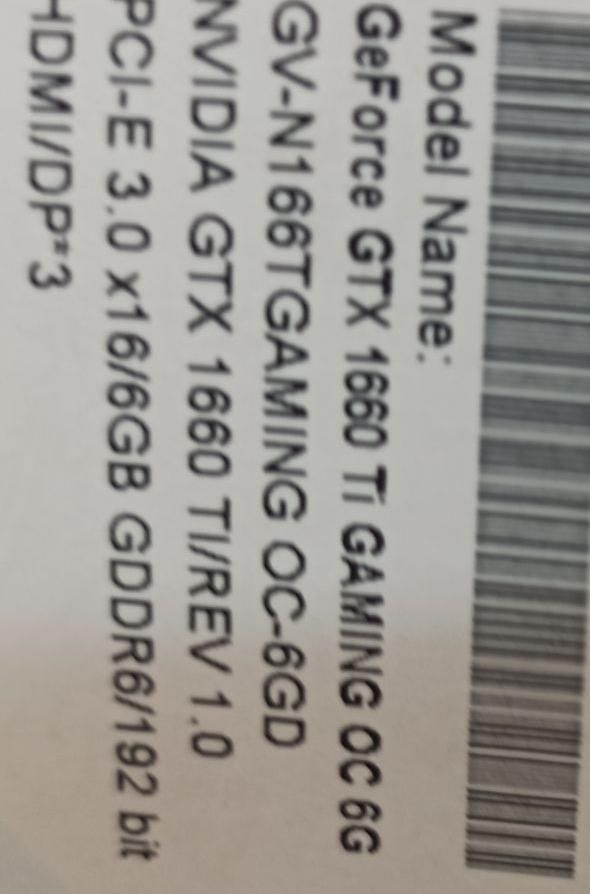 Model Name:
GeForce GTX 1660 Ti GAMING OC 6G
GV-N166TGAMING OC-6GD
NVIDIA GTX 1660 TI/REV 1.0
PCI-E 3.0 x16/6GB GDDR6/192 bit
HDMI/DP*3